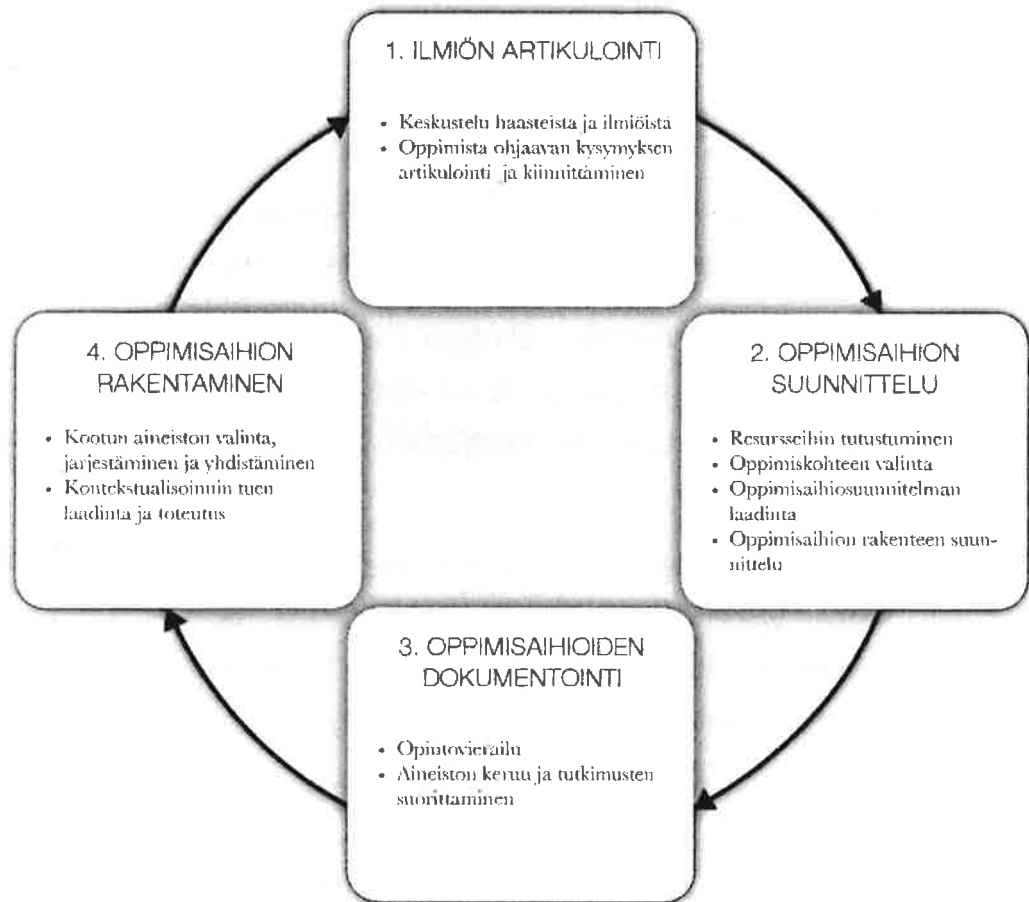 1. ILMIÖN ARTIKULOINTI
• Keskustelu haasteista ja ilmiöistä
• Oppimista ohjaavan kysymyksen
artikulointi ja kiinnittäminen
2. OPPIMISAIHION
SUUNNITTELU
• Resursseihin tutustuminen
• Oppimiskohteen valinta
• Oppimisaihiosuunnitelman
laadinta
• Oppimisaihion rakenteen suun-
nittelu
3. OPPIMISAIHIOIDEN
DOKUMENTOINTI
• Opintovierailu
• Aineiston keruu ja tutkimusten
suorittaminen
4. OPPIMISAIHION
RAKENTAMINEN
• Kootun aineiston valinta,
järjestäminen ja yhdistäminen
• Kontekstualisoinnin tuen
laadinta ja toteutus